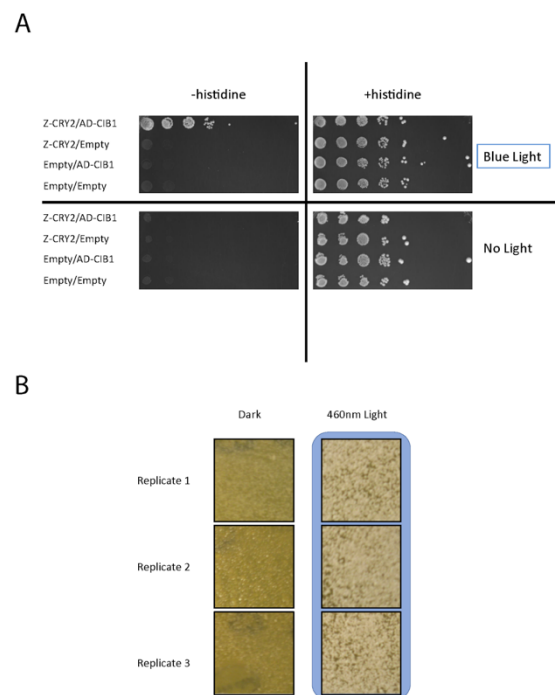 A
-histidine
+histidine
Z-CRY2/AD-CIB1
Z-CRY2/Empty
Empty/AD-CIB1
Empty/Empty
Blue Light
Z-CRY2/AD-CIB1
Z-CRY2/Empty
Empty/AD-CIB1
Empty/Empty
No Light
B
Dark
460nm Light
Replicate 1
Replicate 2
Replicate 3